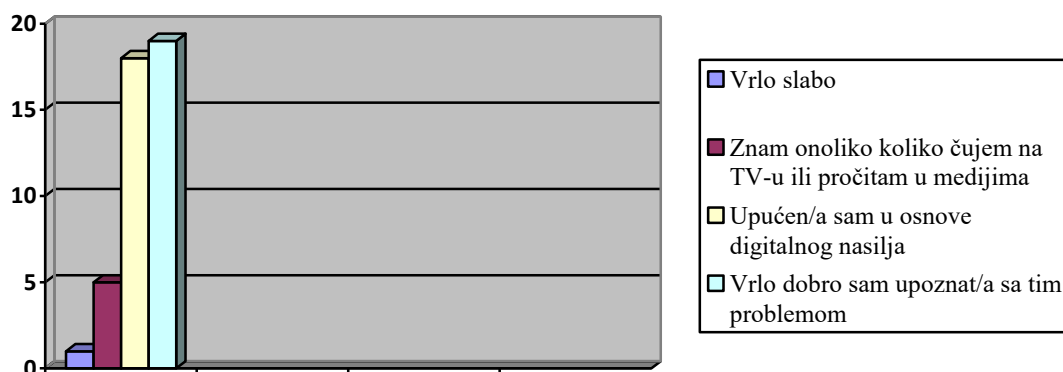 20
15
10
5
0
Vrlo slabo
Znam onoliko koliko čujem na
TV-u ili pročitam u medijima
Upućen/a sam u osnove
digitalnog nasilja
Vrlo dobro sam upoznat/a sa tim
problemom